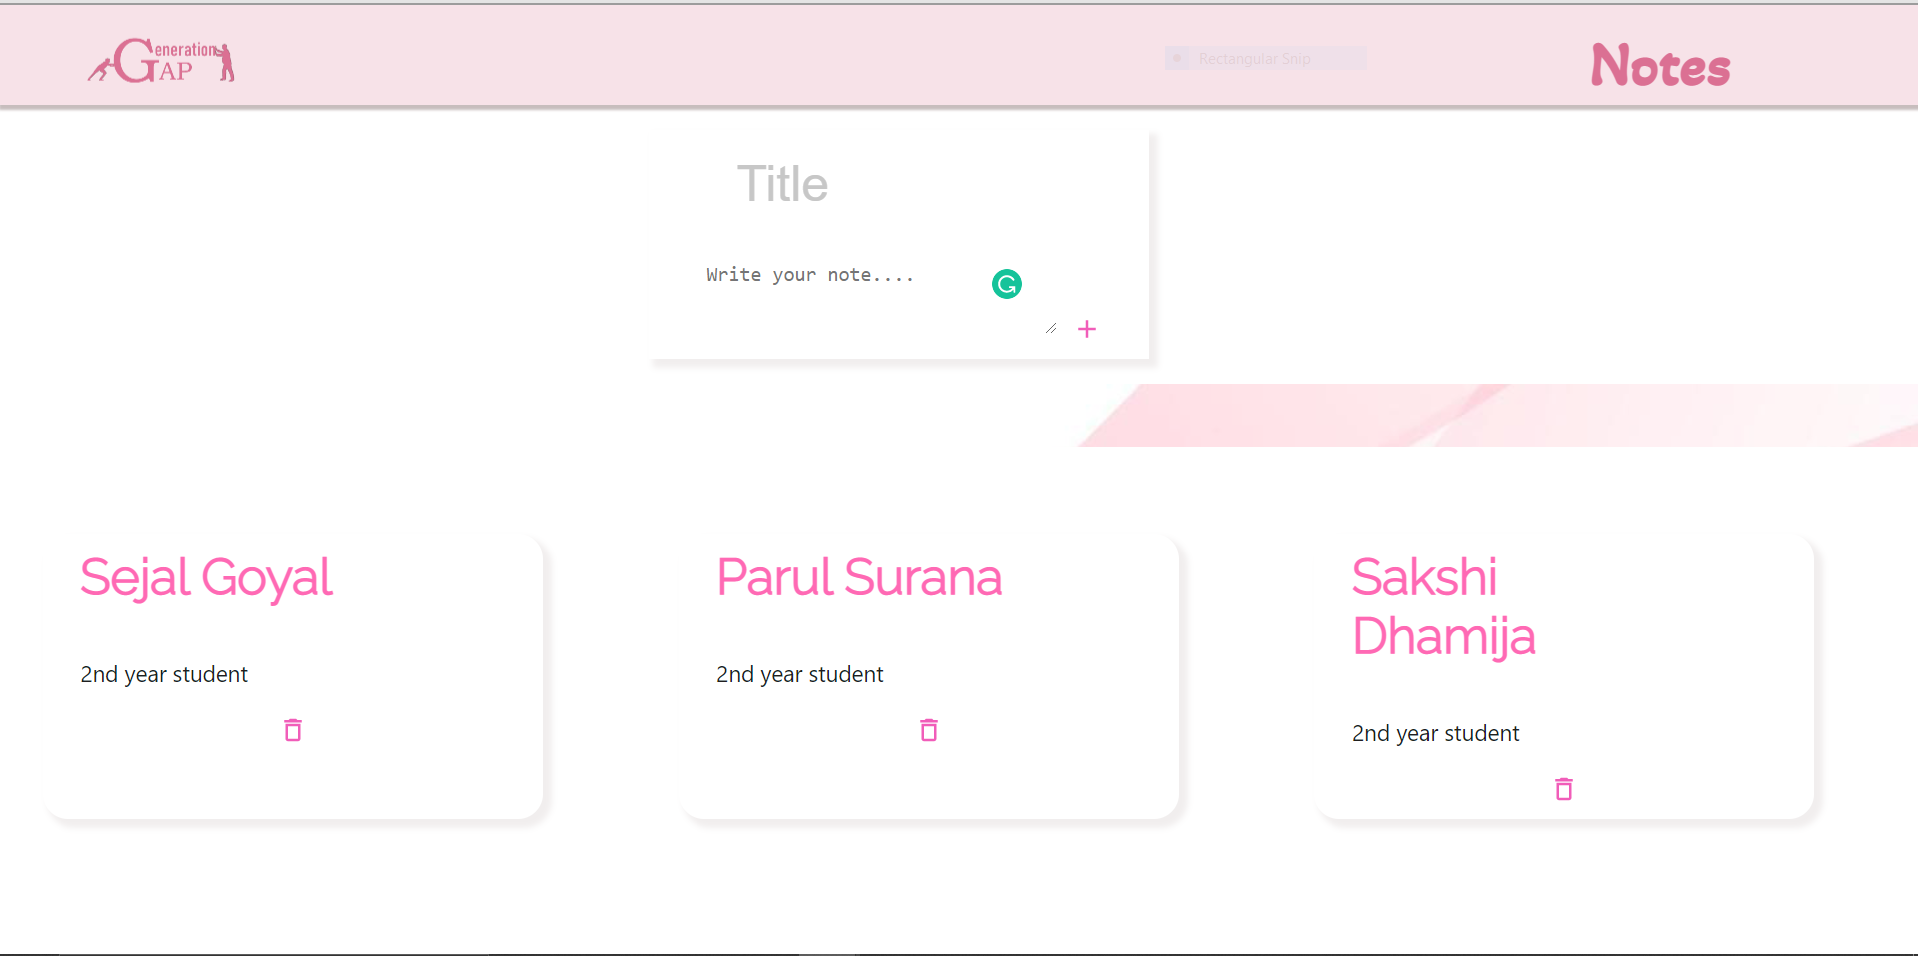 Generation
GAP
Rectangular Snip
Notes
Title
Write your note....
Sejal Goyal
2nd year student
Parul Surana
2nd year student
Sakshi
Dhamija
2nd year student